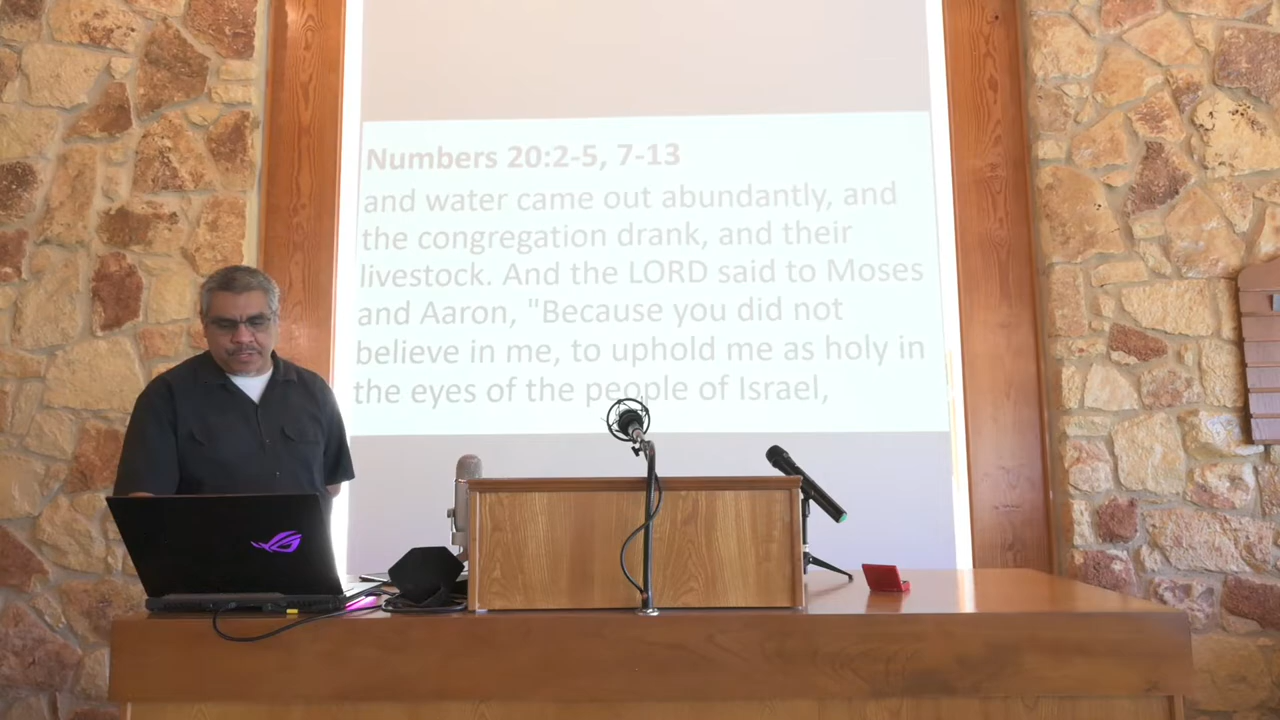 Numbers 20:2-5, 7-13
and water came out abundantly, and
the congregation drank, and their
livestock. And the LORD said to Moses
and Aaron, "Because you did not
believe in me, to uphold me as holy in
the eyes of the people of Israel,